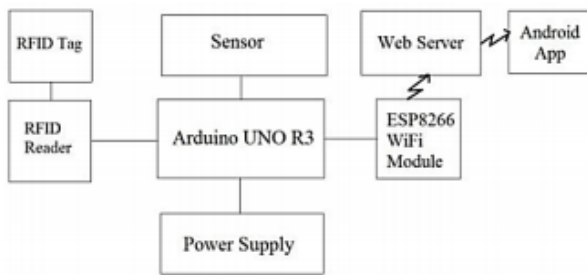 RFID Tag
Sensor
Web Server
Android
App
RFID
Reader
Arduino UNO R3
ESP8266
WiFi
Module
Power Supply